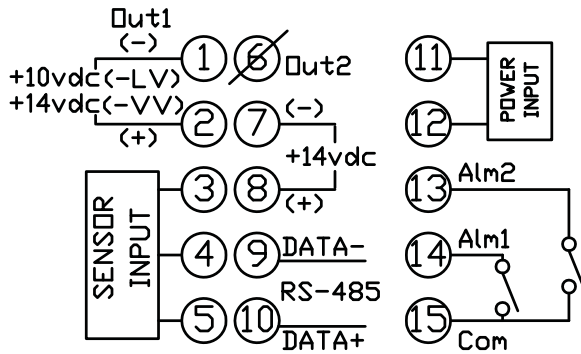 Out1
(-)
1
6
Out2
+10vdc(-LV)
+14vdc(-VV)
(+)
2
7
(-)
+14vdc
3
8
(+)
SENSOR
INPUT
4
9
DATA-
RS-485
5
10
DATA+
11
12
POWER
INPUT
13
Alm2
14
Alm1
15
Com